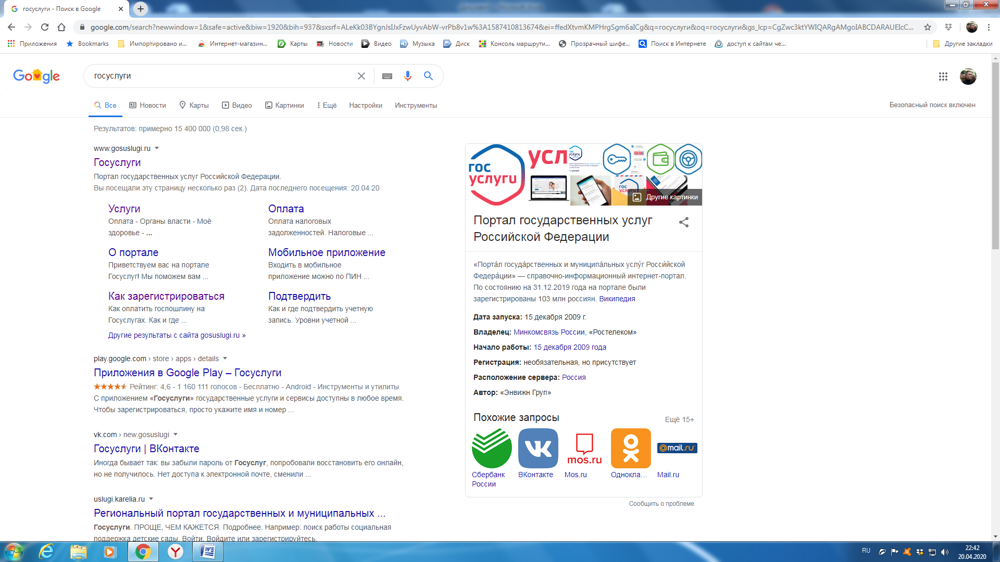 госуслуги - Поиск в Google
google.com/search?newwindow=1&safe=active&biw=1920&bih=937&sxsrf=ALeKk03BYgnJsIJxFzwUyvAbW-vrPb8v1w%3A1587410813674&ei=ffedXtvmKMPHrgSgm6aICg&q=госуслуги&oq=госуслуги&gs_lcp=CgZwc3ktYWIQARgAMgoIABCDARAUEIcC...
Приложения Bookmarks Импортировано и... Интернет-магазин... Карты Новости Видео Музыка Диск Консоль маршрути... Прозрачный шифе... Поиск в Интернете доступ к сайтам че... Другие закладки
Google
госуслуги
Все Новости Карты Видео Картинки Ещё Настройки Инструменты Безопасный поиск включен
Результатов: примерно 15 400 000 (0,98 сек.)
www.gosuslugi.ru
Госуслуги
Портал государственных услуг Российской Федерации.
Вы посещали эту страницу несколько раз (2). Дата последнего посещения: 20.04.20
Услуги
Оплата - Органы власти - Моё
здоровье - ...
Оплата
Оплата налоговых
задолженностей. Налоговые ...
О портале
Приветствуем вас на портале
Госуслуг! Мы поможем вам ...
Мобильное приложение
Входить в мобильное
приложение можно по ПИН ...
Как зарегистрироваться
Как оплатить госпошлину на
Госуслугах. Как и где ...
Подтвердить
Как и где подтвердить учетную
запись. Уровни учетной ...
Другие результаты с сайта gosuslugi.ru »
play.google.com › store › apps › details
Приложения в Google Play – Госуслуги
Рейтинг: 4,6 - 1 160 111 голосов - Бесплатно - Android - Инструменты и утилиты
С приложением «Госуслуги» государственные услуги и сервисы доступны в любое время.
Чтобы зарегистрироваться, просто укажите имя и номер ...
vk.com › new.gosuslugi
Госуслуги | ВКонтакте
Иногда бывает так: вы забыли пароль от Госуслуг, попробовали восстановить его онлайн,
но не получилось. Нет доступа к электронной почте, сменили ...
uslugi.karelia.ru
Региональный портал государственных и муниципальных ...
Госуслуги. ПРОЩЕ, ЧЕМ КАЖЕТСЯ. Подробнее. Например: поиск работы социальная
поддержка детские сады. Войти. Войдите или зарегистрируйтесь.
гос
услуги
усл
гос
услуги
гос
услуги
Другие картинки
Портал государственных услуг
Российской Федерации
«Порта́л госуда́рственных и муниципа́льных услу́г Росси́йской
Федера́ции» — справочно-информационный интернет-портал.
По состоянию на 31.12.2019 года на портале были
зарегистрированы 103 млн россиян. Википедия
Дата запуска: 15 декабря 2009 г.
Владелец: Минкомсвязь России, «Ростелеком»
Начало работы: 15 декабря 2009 года
Регистрация: необязательная, но присутствует
Расположение сервера: Россия
Автор: «Энвижн Груп»
Похожие запросы Ещё 15+
mos.ru
@mail.ru
Сбербанк
России
ВКонтакте
Mos.ru
Однокла...
Mail.ru
Сообщить о проблеме
RU
22:42
20.04.2020